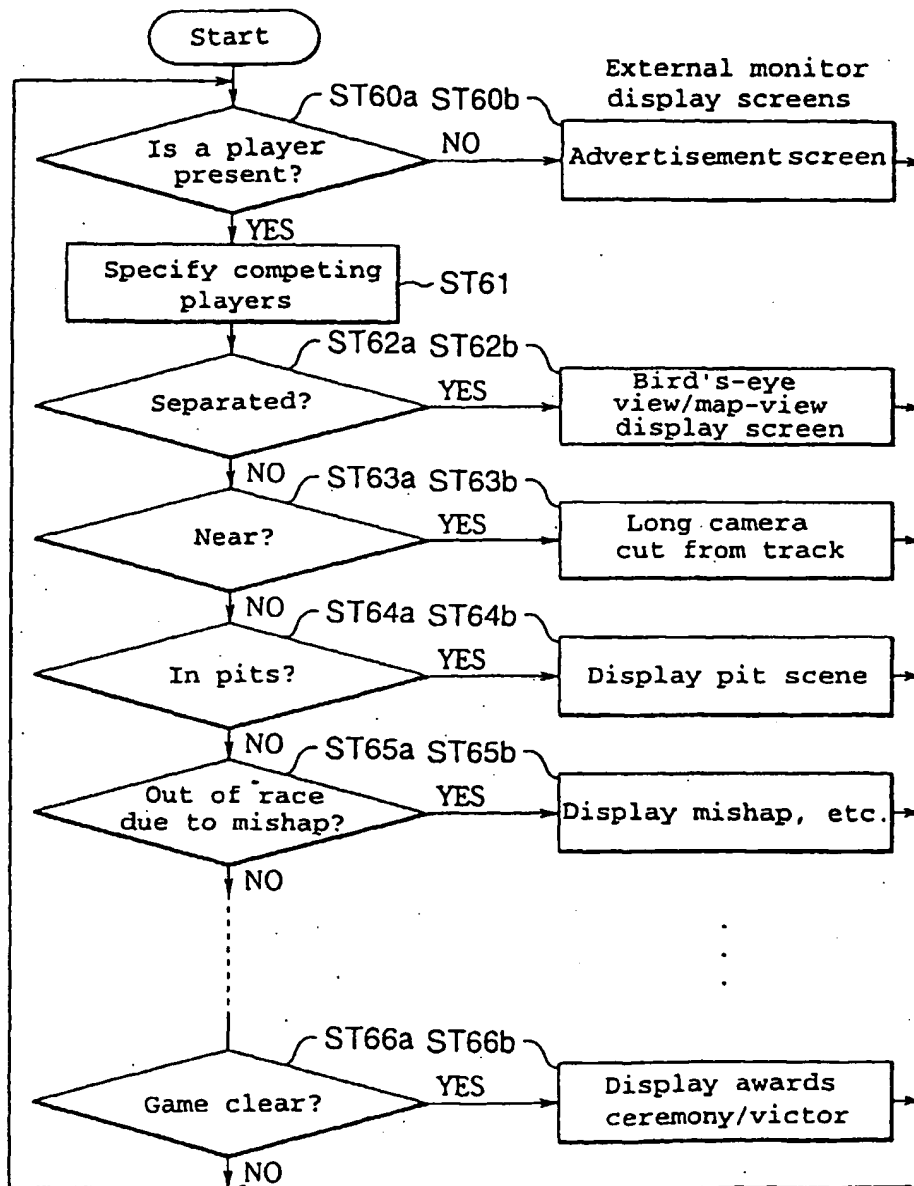 Start
External monitor
display screens
ST60a ST60b
Is a player
present?
NO
Advertisement screen
YES
Specify competing
players
ST61
ST62a ST62b
Separated?
YES
Bird's-eye
view/map-view
display screen
NO
ST63a ST63b
Near?
YES
Long camera
cut from track
NO
ST64a ST64b
In pits?
YES
Display pit scene
NO
ST65a ST65b
Out of race
due to mishap?
YES
Display mishap, etc.
NO
ST66a ST66b
Game clear?
YES
Display awards
ceremony/victor
NO